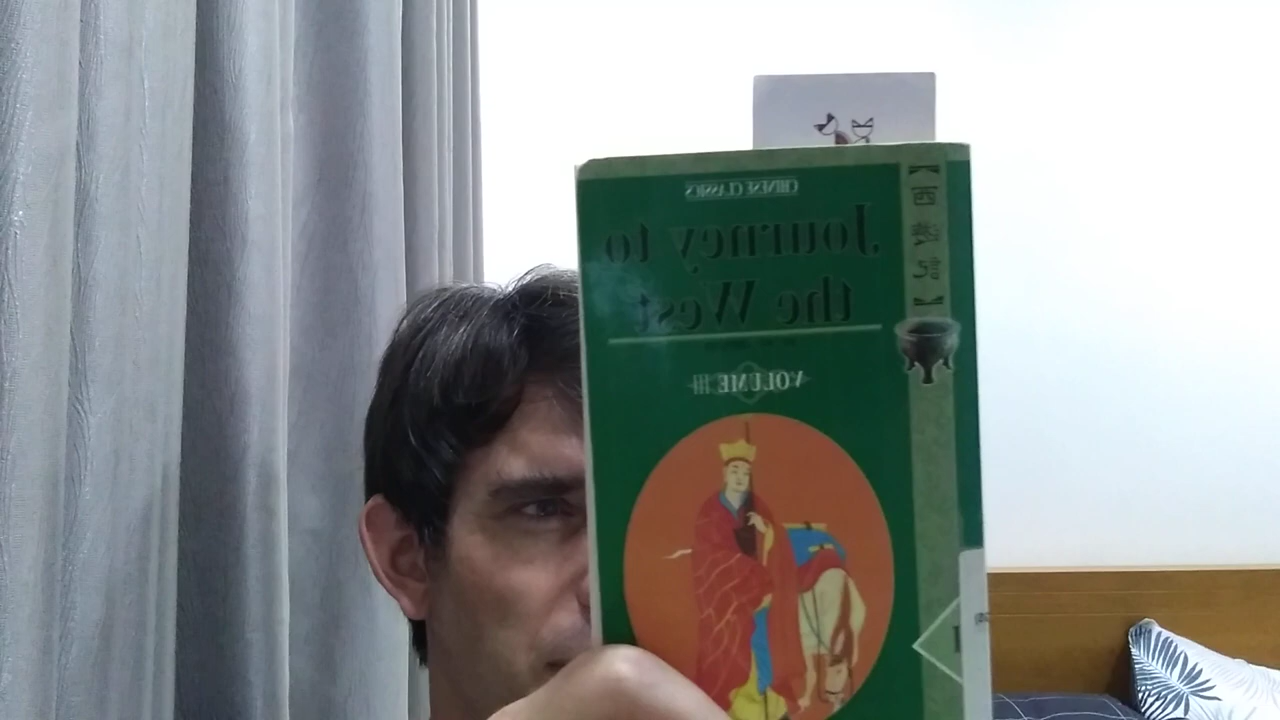 CHINESE CLASSICS
Journey to
the West
VOLUME III
西
遊
記